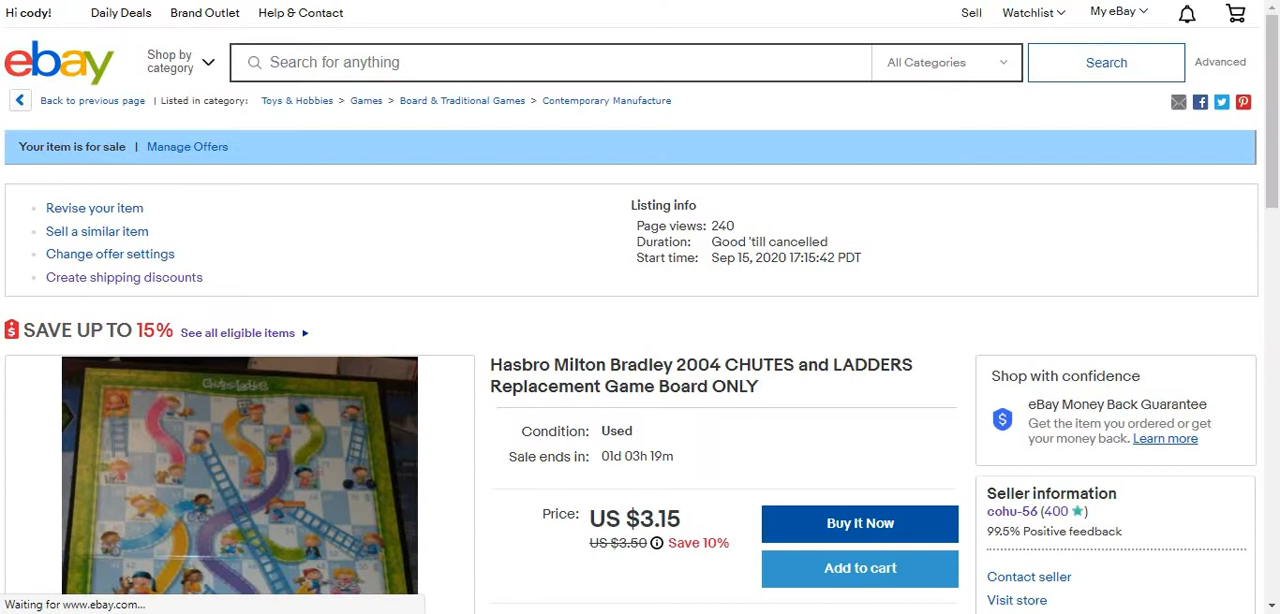 Hi cody! Daily Deals Brand Outlet Help & Contact Sell Watchlist My eBay
ebay Shop by category Search for anything All Categories Search Advanced
Back to previous page | Listed in category: Toys & Hobbies > Games > Board & Traditional Games > Contemporary Manufacture
Your item is for sale | Manage Offers
Revise your item
Sell a similar item
Change offer settings
Create shipping discounts
Listing info
Page views: 240
Duration: Good 'till cancelled
Start time: Sep 15, 2020 17:15:42 PDT
SAVE UP TO 15% See all eligible items
Chutes Ladders
Hasbro Milton Bradley 2004 CHUTES and LADDERS
Replacement Game Board ONLY
Condition: Used
Sale ends in: 01d 03h 19m
Price: US $3.15
US $3.50 Save 10%
Buy It Now
Add to cart
Shop with confidence
eBay Money Back Guarantee
Get the item you ordered or get
your money back. Learn more
Seller information
cohu-56 (400)
99.5% Positive feedback
Contact seller
Visit store
Waiting for www.ebay.com...